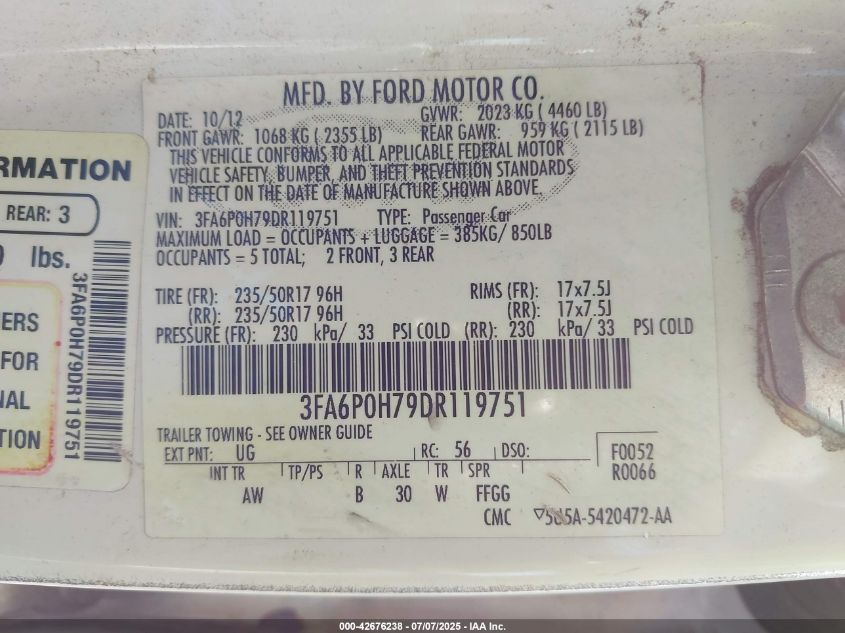 MFD. BY FORD MOTOR CO.
DATE: 10/12 GVWR: 2023 KG ( 4460 LB)
FRONT GAWR: 1068 KG ( 2355 LB) REAR GAWR: 959 KG ( 2115 LB)
THIS VEHICLE CONFORMS TO ALL APPLICABLE FEDERAL MOTOR
VEHICLE SAFETY, BUMPER, AND THEFT PREVENTION STANDARDS
IN EFFECT ON THE DATE OF MANUFACTURE SHOWN ABOVE.
VIN: 3FA6P0H79DR119751 TYPE: Passenger Car
MAXIMUM LOAD = OCCUPANTS + LUGGAGE = 385KG/ 850LB
OCCUPANTS = 5 TOTAL; 2 FRONT, 3 REAR
TIRE (FR): 235/50R17 96H RIMS (FR): 17x7.5J
(RR): 235/50R17 96H (RR): 17x7.5J
PRESSURE (FR): 230 kPa/ 33 PSI COLD (RR): 230 kPa/ 33 PSI COLD
3FA6P0H79DR119751
TRAILER TOWING - SEE OWNER GUIDE
EXT PNT: UG RC: 56 DSO: F0052
INT TR TP/PS R AXLE TR SPR R0066
AW B 30 W FFGG
CMC 5U5A-5420472-AA
RMATION
REAR: 3
lbs.
3FA6P0H79DR119751
NERS
FOR
NAL
TION
000-42676238 - 07/07/2025 - IAA Inc.